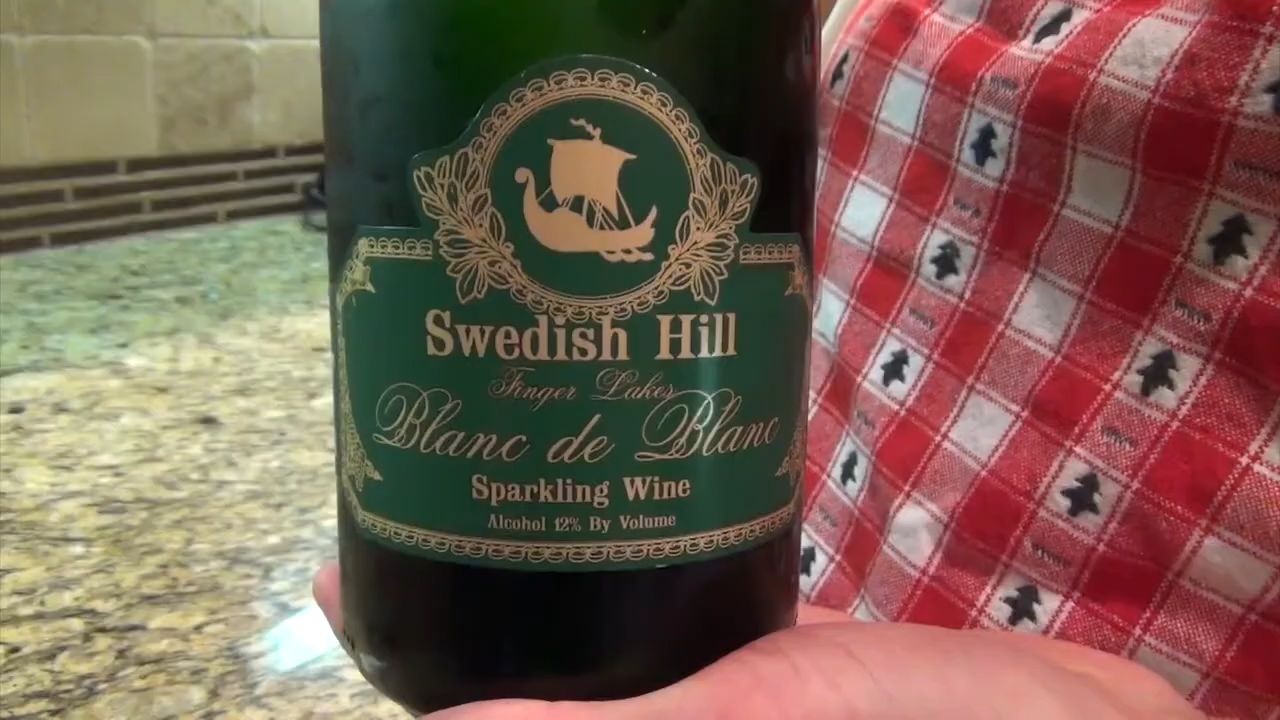 Swedish Hill
Finger Lakes
Blanc de Blanc
Sparkling Wine
Alcohol 12% By Volume